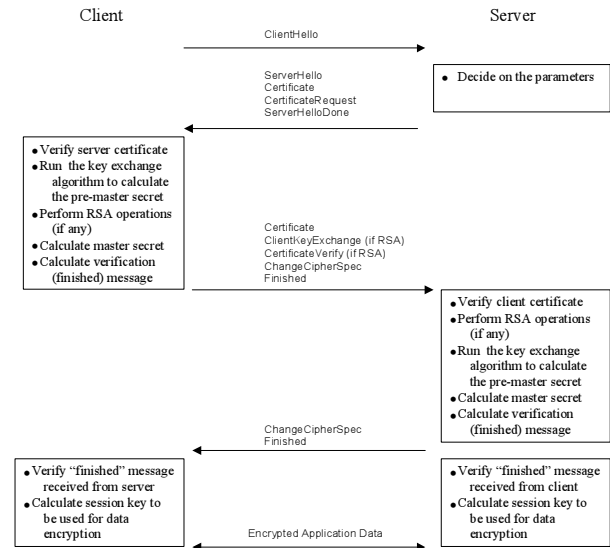 Client
Server
ClientHello
● Decide on the parameters
ServerHello
Certificate
CertificateRequest
ServerHelloDone
● Verify server certificate
● Run the key exchange
algorithm to calculate
the pre-master secret
● Perform RSA operations
(if any)
● Calculate master secret
● Calculate verification
(finished) message
Certificate
ClientKeyExchange (if RSA)
CertificateVerify (if RSA)
ChangeCipherSpec
Finished
● Verify client certificate
● Perform RSA operations
(if any)
● Run the key exchange
algorithm to calculate
the pre-master secret
● Calculate master secret
● Calculate verification
(finished) message
ChangeCipherSpec
Finished
● Verify “finished” message
received from server
● Calculate session key to
be used for data
encryption
● Verify “finished” message
received from client
● Calculate session key to
be used for data
encryption
Encrypted Application Data